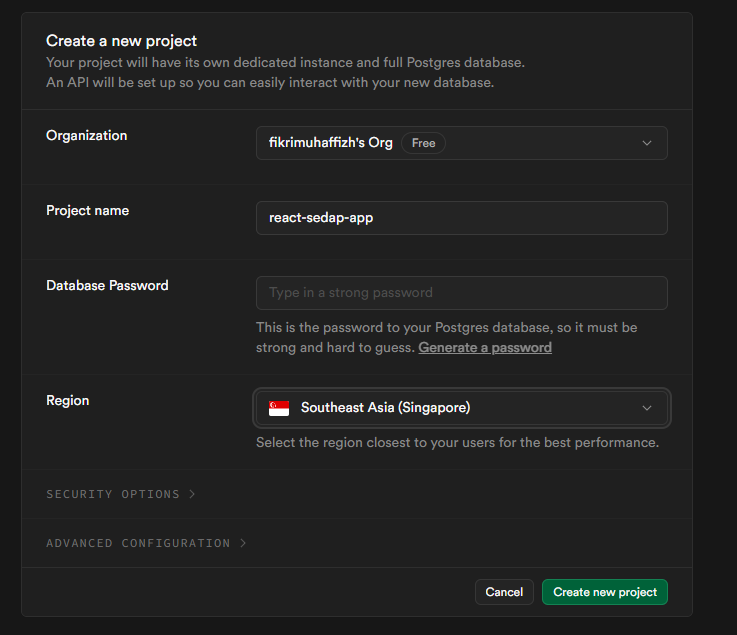 Create a new project
Your project will have its own dedicated instance and full Postgres database.
An API will be set up so you can easily interact with your new database.
Organization
fikrimuhaffizh's Org Free
Project name
react-sedap-app
Database Password
Type in a strong password
This is the password to your Postgres database, so it must be
strong and hard to guess. Generate a password
Region
Southeast Asia (Singapore)
Select the region closest to your users for the best performance.
SECURITY OPTIONS
ADVANCED CONFIGURATION
Cancel Create new project